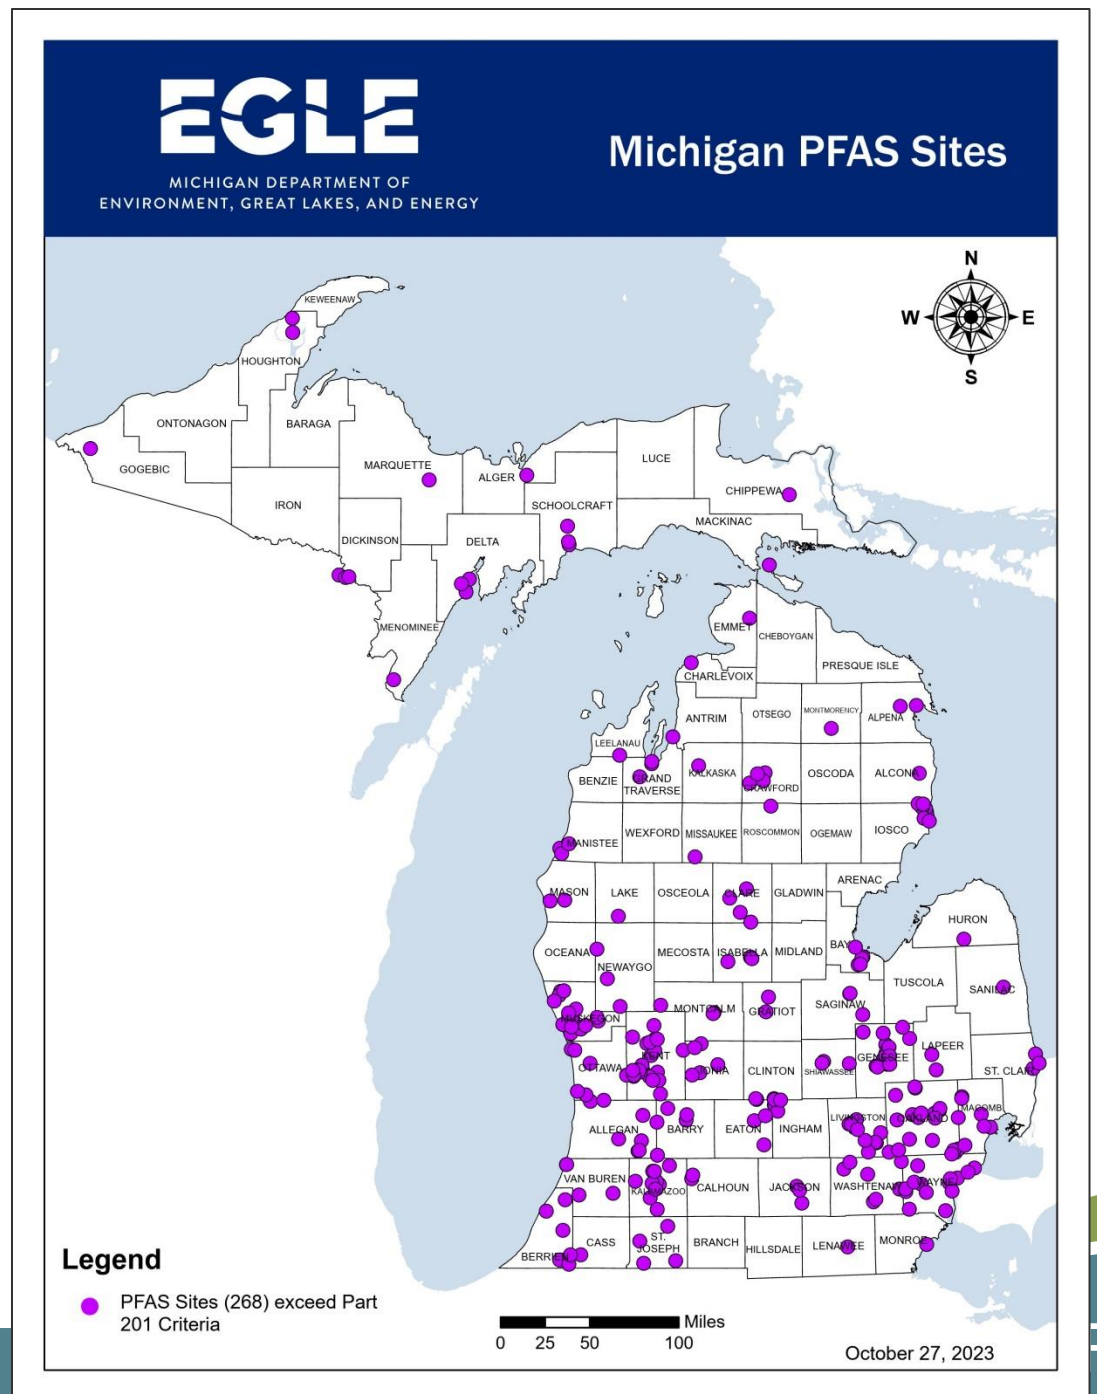 EGLE
MICHIGAN DEPARTMENT OF
ENVIRONMENT, GREAT LAKES, AND ENERGY
Michigan PFAS Sites
N
W E
S
KEWEENAW
HOUGHTON
ONTONAGON
BARAGA
GOGEBIC
MARQUETTE
ALGER
LUCE
CHIPPEWA
IRON
SCHOOLCRAFT
MACKINAC
DICKINSON
DELTA
MENOMINEE
EMMET
CHEBOYGAN
PRESQUE ISLE
CHARLEVOIX
ANTRIM
OTSEGO
MONTMORENCY
ALPENA
LEELANAU
BENZIE
GRAND
TRAVERSE
KALKASKA
CRAWFORD
OSCODA
ALCONA
MANISTEE
WEXFORD
MISSAUKEE
ROSCOMMON
OGEMAW
IOSCO
ARENAC
MASON
LAKE
OSCEOLA
CLARE
GLADWIN
HURON
OCEANA
NEWAYGO
MECOSTA
ISABELLA
MIDLAND
BAY
TUSCOLA
SANILAC
MUSKEGON
MONTCALM
GRATIOT
SAGINAW
KENT
OTTAWA
IONIA
CLINTON
SHIAWASSEE
GENESEE
LAPEER
ST. CLAIR
ALLEGAN
BARRY
EATON
INGHAM
LIVINGSTON
OAKLAND
MACOMB
VAN BUREN
KALAMAZOO
CALHOUN
JACKSON
WASHTENAW
WAYNE
BERRIEN
CASS
ST.
JOSEPH
BRANCH
HILLSDALE
LENAWEE
MONROE
Legend
PFAS Sites (268) exceed Part
201 Criteria
Miles
0 25 50 100
October 27, 2023